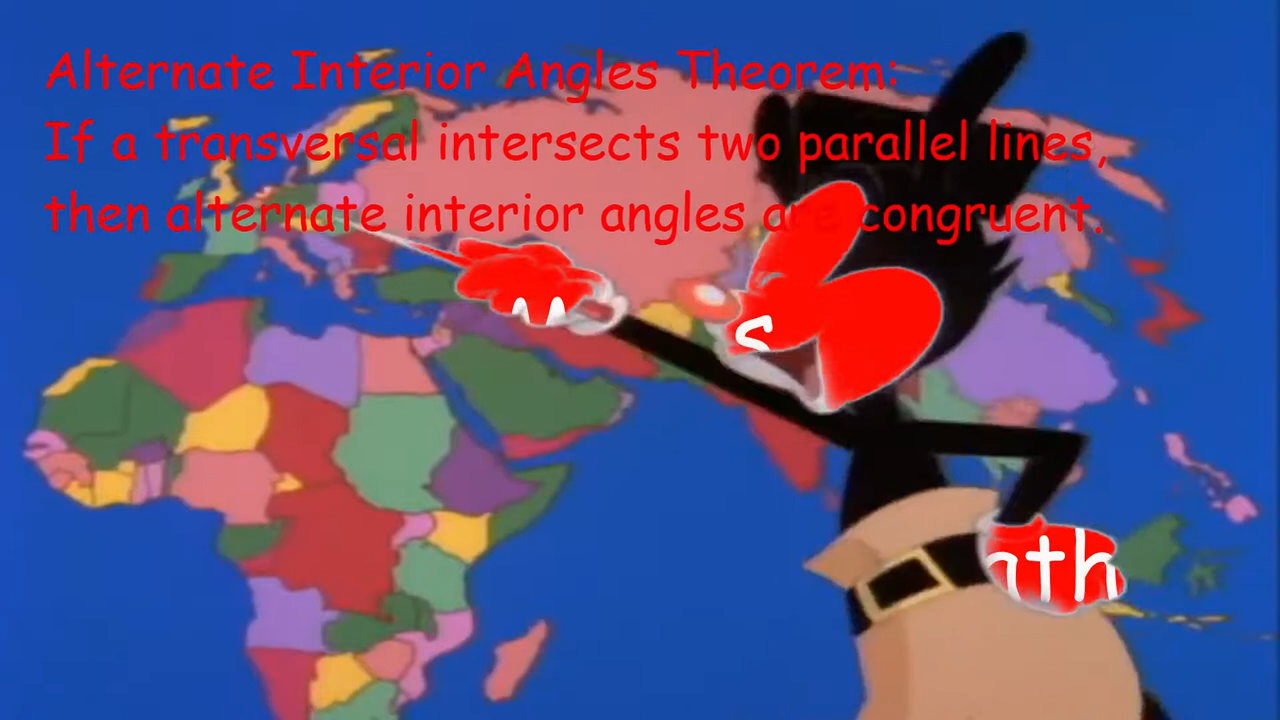 Alternate Interior Angles Theorem:
If a transversal intersects two parallel lines,
then alternate interior angles are congruent.